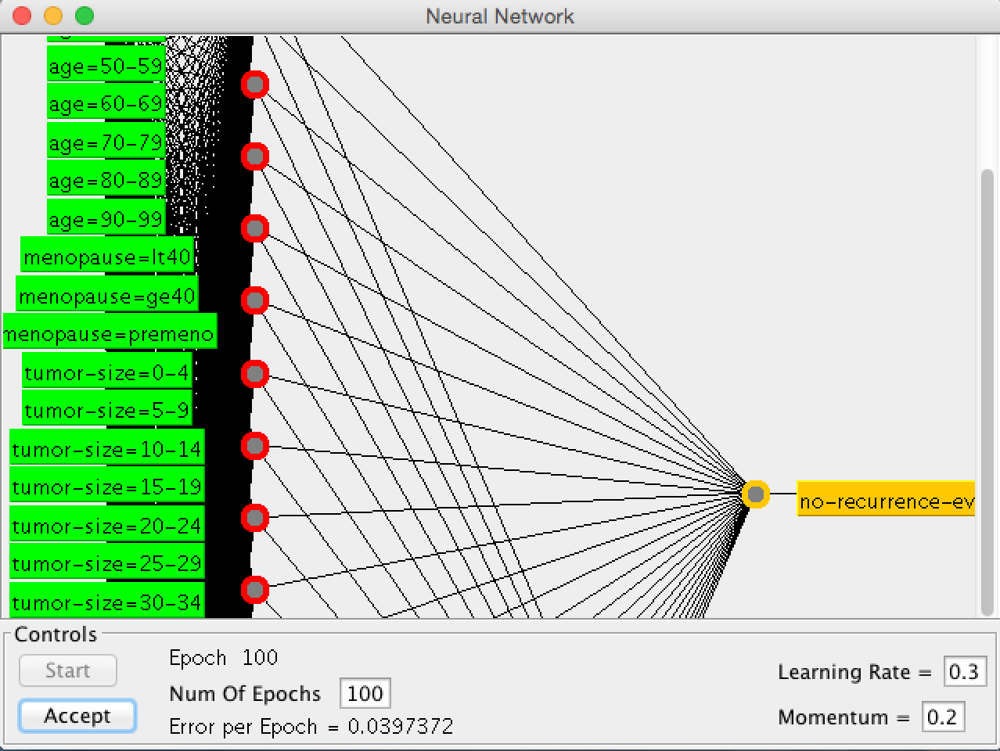 Neural Network
age=50-59
age=60-69
age=70-79
age=80-89
age=90-99
menopause=lt40
menopause=ge40
menopause=premeno
tumor-size=0-4
tumor-size=5-9
tumor-size=10-14
tumor-size=15-19
tumor-size=20-24
tumor-size=25-29
tumor-size=30-34
no-recurrence-ev
Controls
Start
Accept
Epoch 100
Num Of Epochs 100
Error per Epoch = 0.0397372
Learning Rate = 0.3
Momentum = 0.2